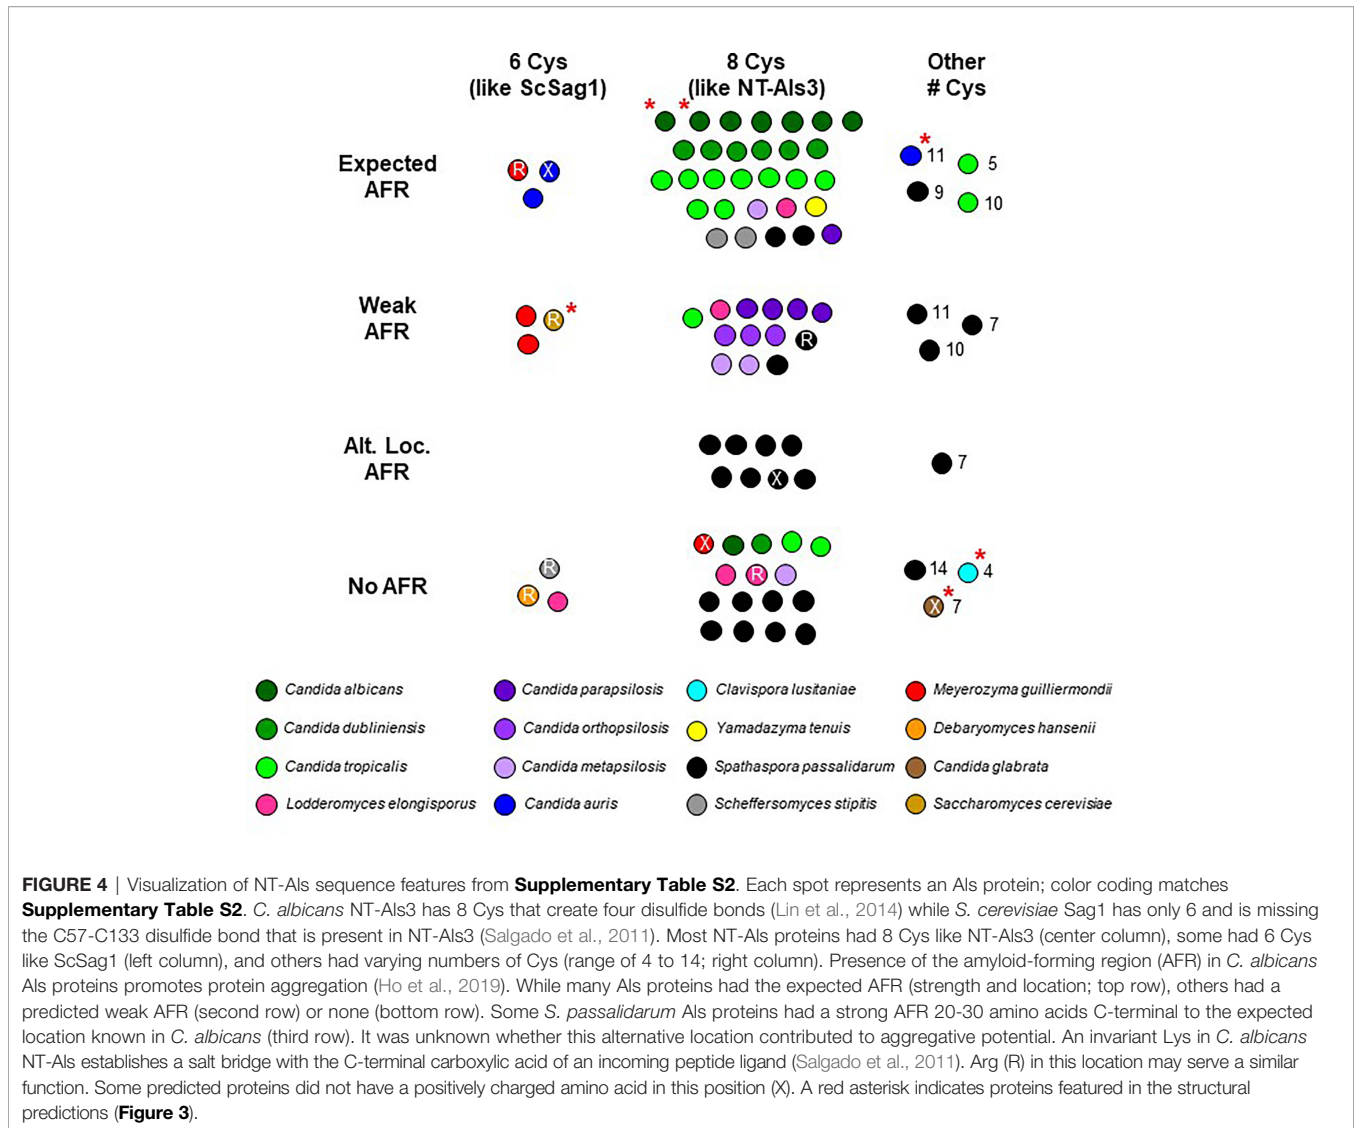 6 Cys
(like ScSag1)
8 Cys
(like NT-Als3)
Other
# Cys
* *
Expected
AFR
R X
* 11 5
9 10
Weak
AFR
R *
R
11 7
10
Alt. Loc.
AFR
X
7
No AFR
R
R
X
R
14 * 4
X * 7
Candida albicans
Candida parapsilosis
Clavispora lusitaniae
Meyerozyma guilliermondii
Candida dubliniensis
Candida orthopsilosis
Yamadazyma tenuis
Debaryomyces hansenii
Candida tropicalis
Candida metapsilosis
Spathaspora passalidarum
Candida glabrata
Lodderomyces elongisporus
Candida auris
Scheffersomyces stipitis
Saccharomyces cerevisiae
FIGURE 4 | Visualization of NT-Als sequence features from Supplementary Table S2. Each spot represents an Als protein; color coding matches
Supplementary Table S2. C. albicans NT-Als3 has 8 Cys that create four disulfide bonds (Lin et al., 2014) while S. cerevisiae Sag1 has only 6 and is missing
the C57-C133 disulfide bond that is present in NT-Als3 (Salgado et al., 2011). Most NT-Als proteins had 8 Cys like NT-Als3 (center column), some had 6 Cys
like ScSag1 (left column), and others had varying numbers of Cys (range of 4 to 14; right column). Presence of the amyloid-forming region (AFR) in C. albicans
Als proteins promotes protein aggregation (Ho et al., 2019). While many Als proteins had the expected AFR (strength and location; top row), others had a
predicted weak AFR (second row) or none (bottom row). Some S. passalidarum Als proteins had a strong AFR 20-30 amino acids C-terminal to the expected
location known in C. albicans (third row). It was unknown whether this alternative location contributed to aggregative potential. An invariant Lys in C. albicans
NT-Als establishes a salt bridge with the C-terminal carboxylic acid of an incoming peptide ligand (Salgado et al., 2011). Arg (R) in this location may serve a similar
function. Some predicted proteins did not have a positively charged amino acid in this position (X). A red asterisk indicates proteins featured in the structural
predictions (Figure 3).